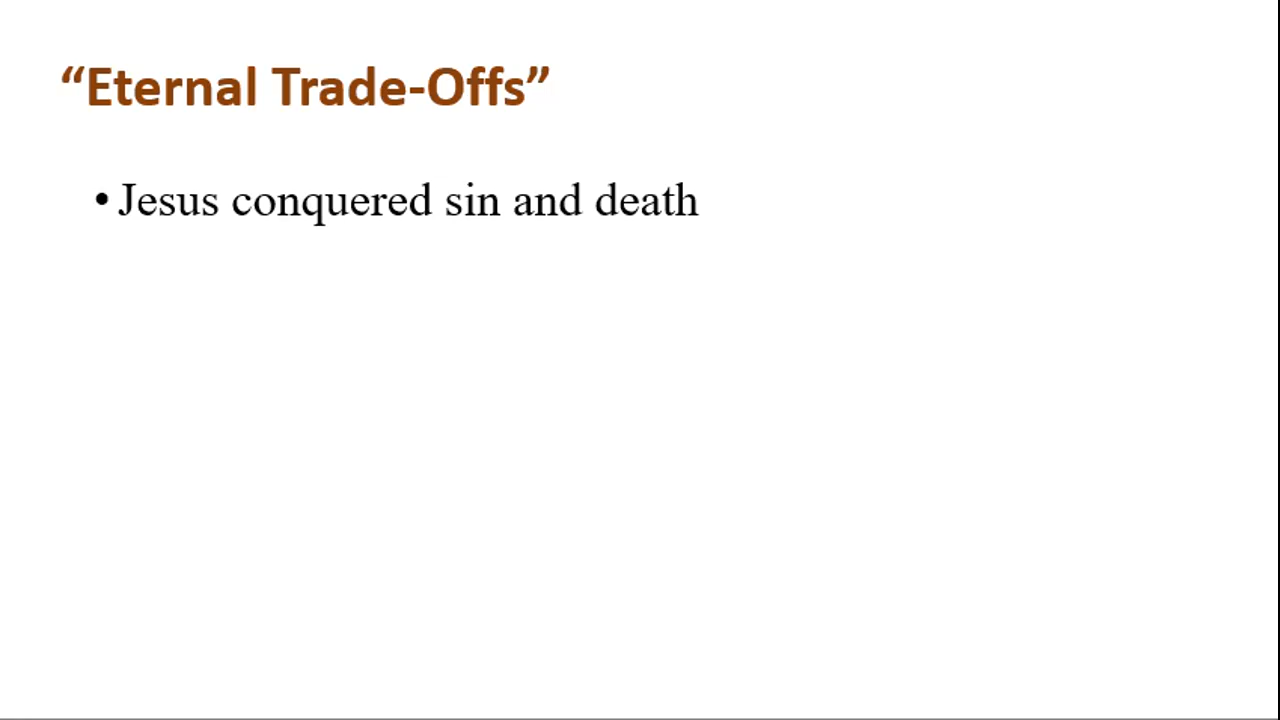 “Eternal Trade-Offs”
• Jesus conquered sin and death